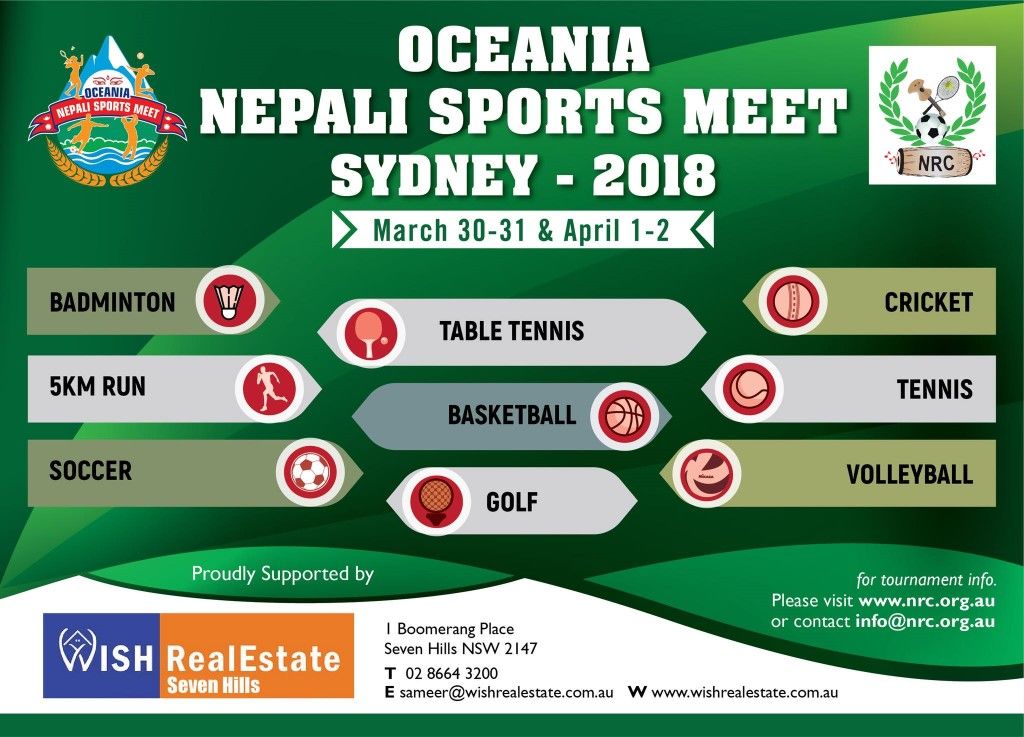 OCEANIA
NEPALI SPORTS MEET
SYDNEY - 2018
March 30-31 & April 1-2
OCEANIA
NEPALI SPORTS MEET
NRC
BADMINTON
TABLE TENNIS
CRICKET
5KM RUN
BASKETBALL
TENNIS
SOCCER
GOLF
VOLLEYBALL
Proudly Supported by
WISH RealEstate
Seven Hills
1 Boomerang Place
Seven Hills NSW 2147
T 02 8664 3200
E sameer@wishrealestate.com.au W www.wishrealestate.com.au
for tournament info.
Please visit www.nrc.org.au
or contact info@nrc.org.au